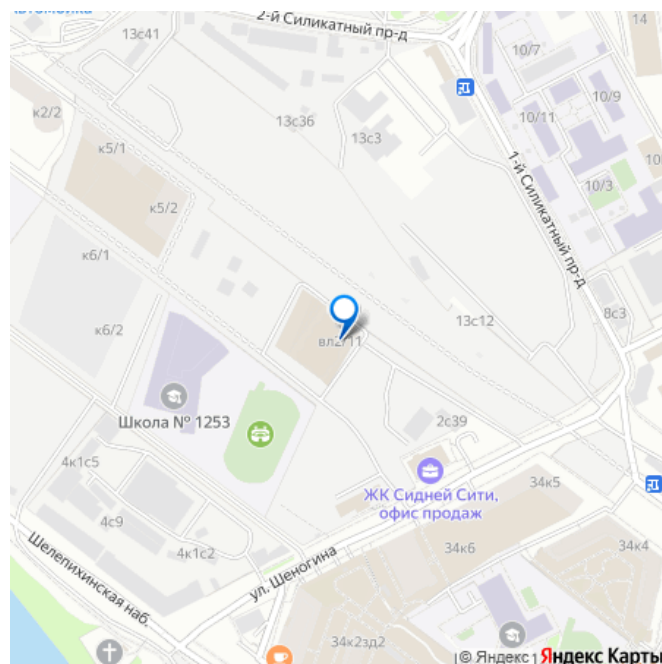 2-й Силикатный пр-д
13с41
14
10/7
к2/2
10/9
13с36
10/11
13с3
к5/1
10/3
1-й Силикатный пр-д
к5/2
к6/1
8с3
13с12
к6/2
вл2/11
Школа № 1253
2с39
4к1с5
ЖК Сидней Сити,
офис продаж
34к5
4с9
34к6
34к4
4к1с2
ул. Шеногина
Шелепихинская наб.
34к2зд2
© Яндекс
Яндекс Карты